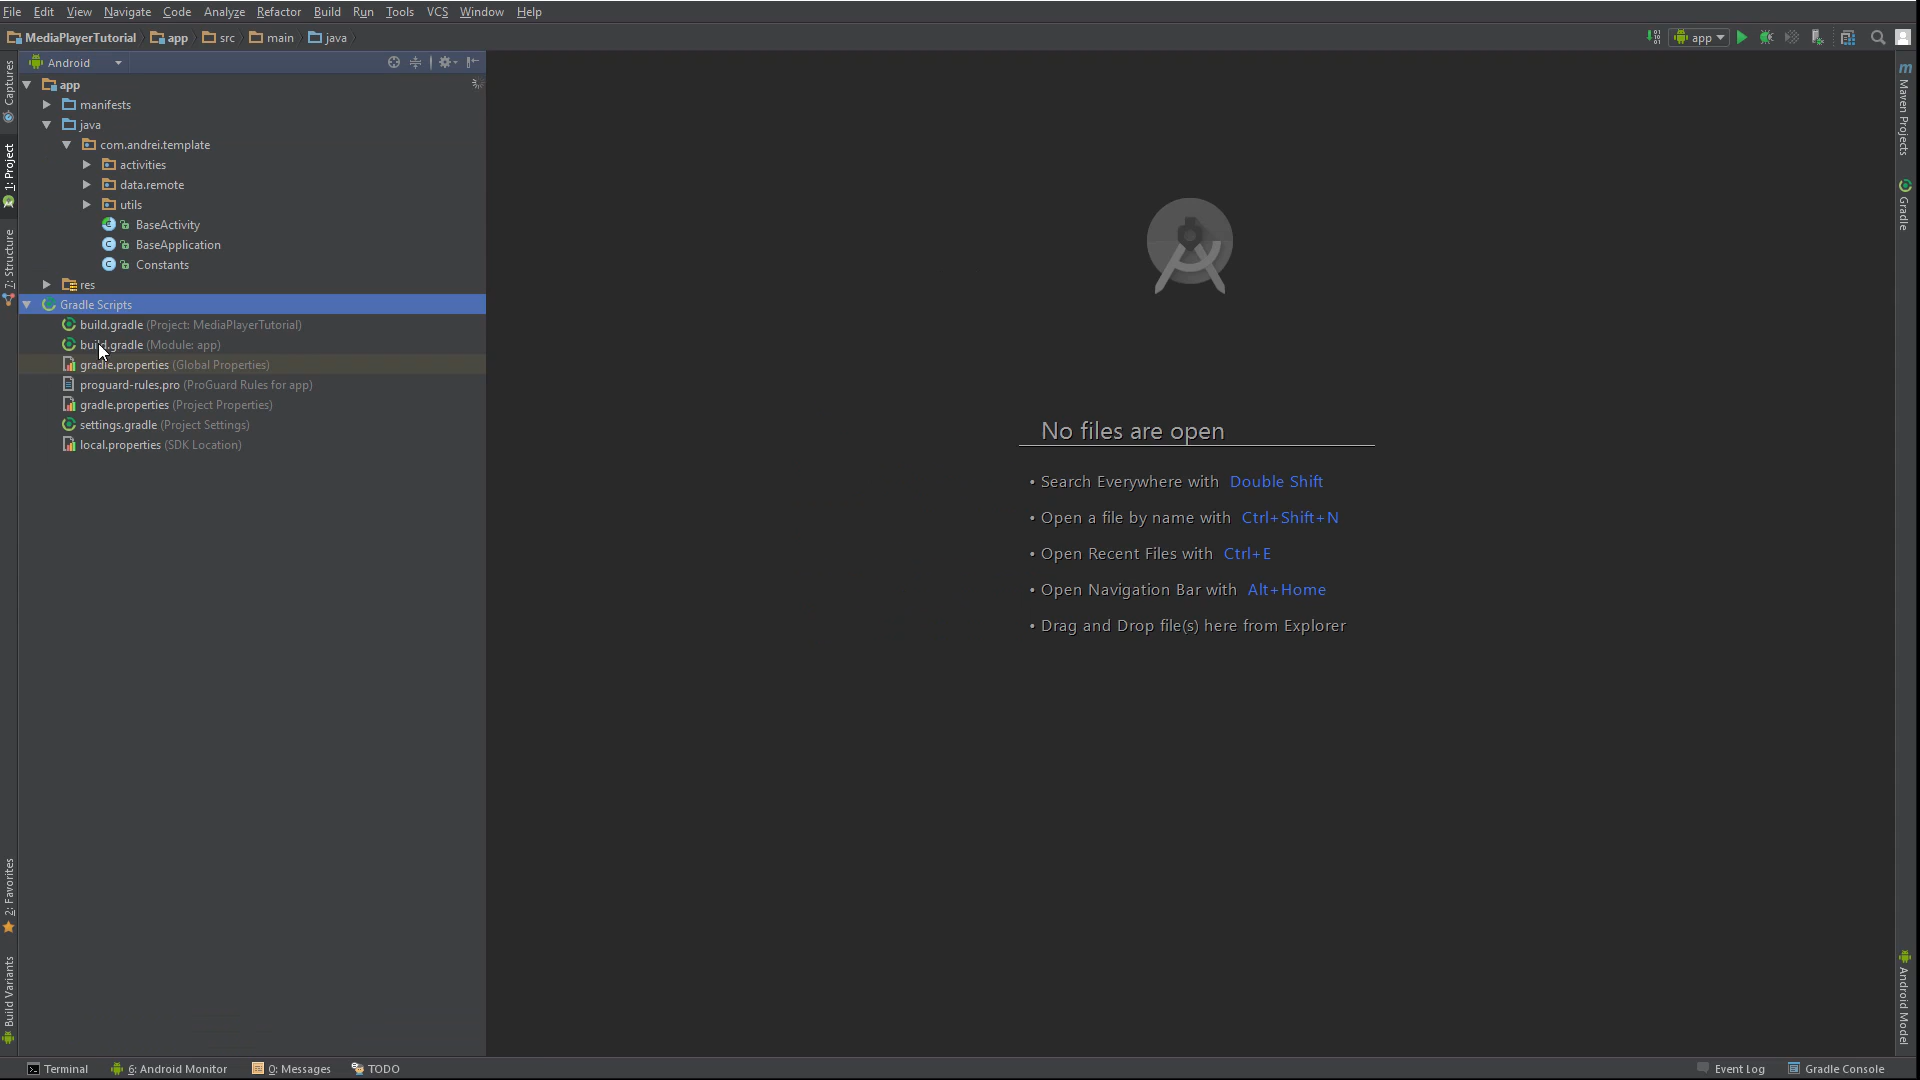 File Edit View Navigate Code Analyze Refactor Build Run Tools VCS Window Help
MediaPlayerTutorial app src main java
app
Android
app
manifests
java
com.andrei.template
activities
data.remote
utils
BaseActivity
BaseApplication
Constants
res
Gradle Scripts
build.gradle (Project: MediaPlayerTutorial)
build.gradle (Module: app)
gradle.properties (Global Properties)
proguard-rules.pro (ProGuard Rules for app)
gradle.properties (Project Properties)
settings.gradle (Project Settings)
local.properties (SDK Location)
Captures
1: Project
7: Structure
2: Favorites
Build Variants
No files are open
• Search Everywhere with Double Shift
• Open a file by name with Ctrl+Shift+N
• Open Recent Files with Ctrl+E
• Open Navigation Bar with Alt+Home
• Drag and Drop file(s) here from Explorer
Maven Projects
Gradle
Android Model
Terminal 6: Android Monitor 0: Messages TODO
Event Log Gradle Console